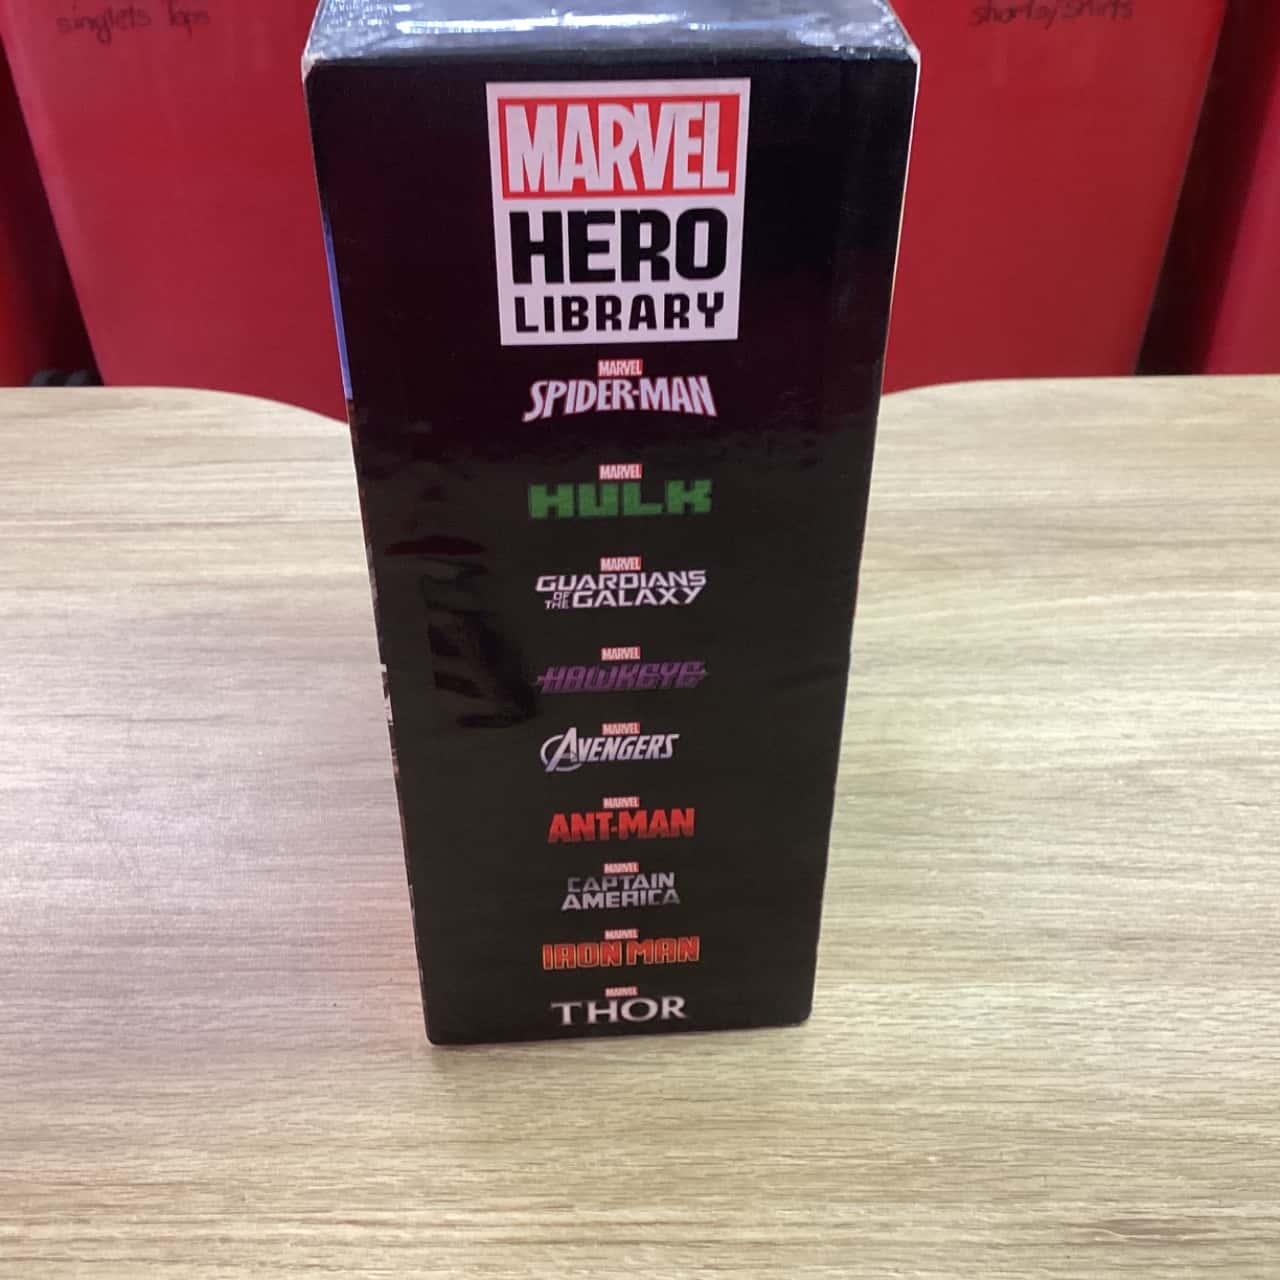 singlets Tops
shorts/skirts
MARVEL
HERO
LIBRARY
MARVEL
SPIDER-MAN
MARVEL
HULK
MARVEL
GUARDIANS
OF THE GALAXY
MARVEL
HAWKEYE
MARVEL
AVENGERS
MARVEL
ANT-MAN
MARVEL
CAPTAIN
AMERICA
MARVEL
IRON MAN
MARVEL
THOR